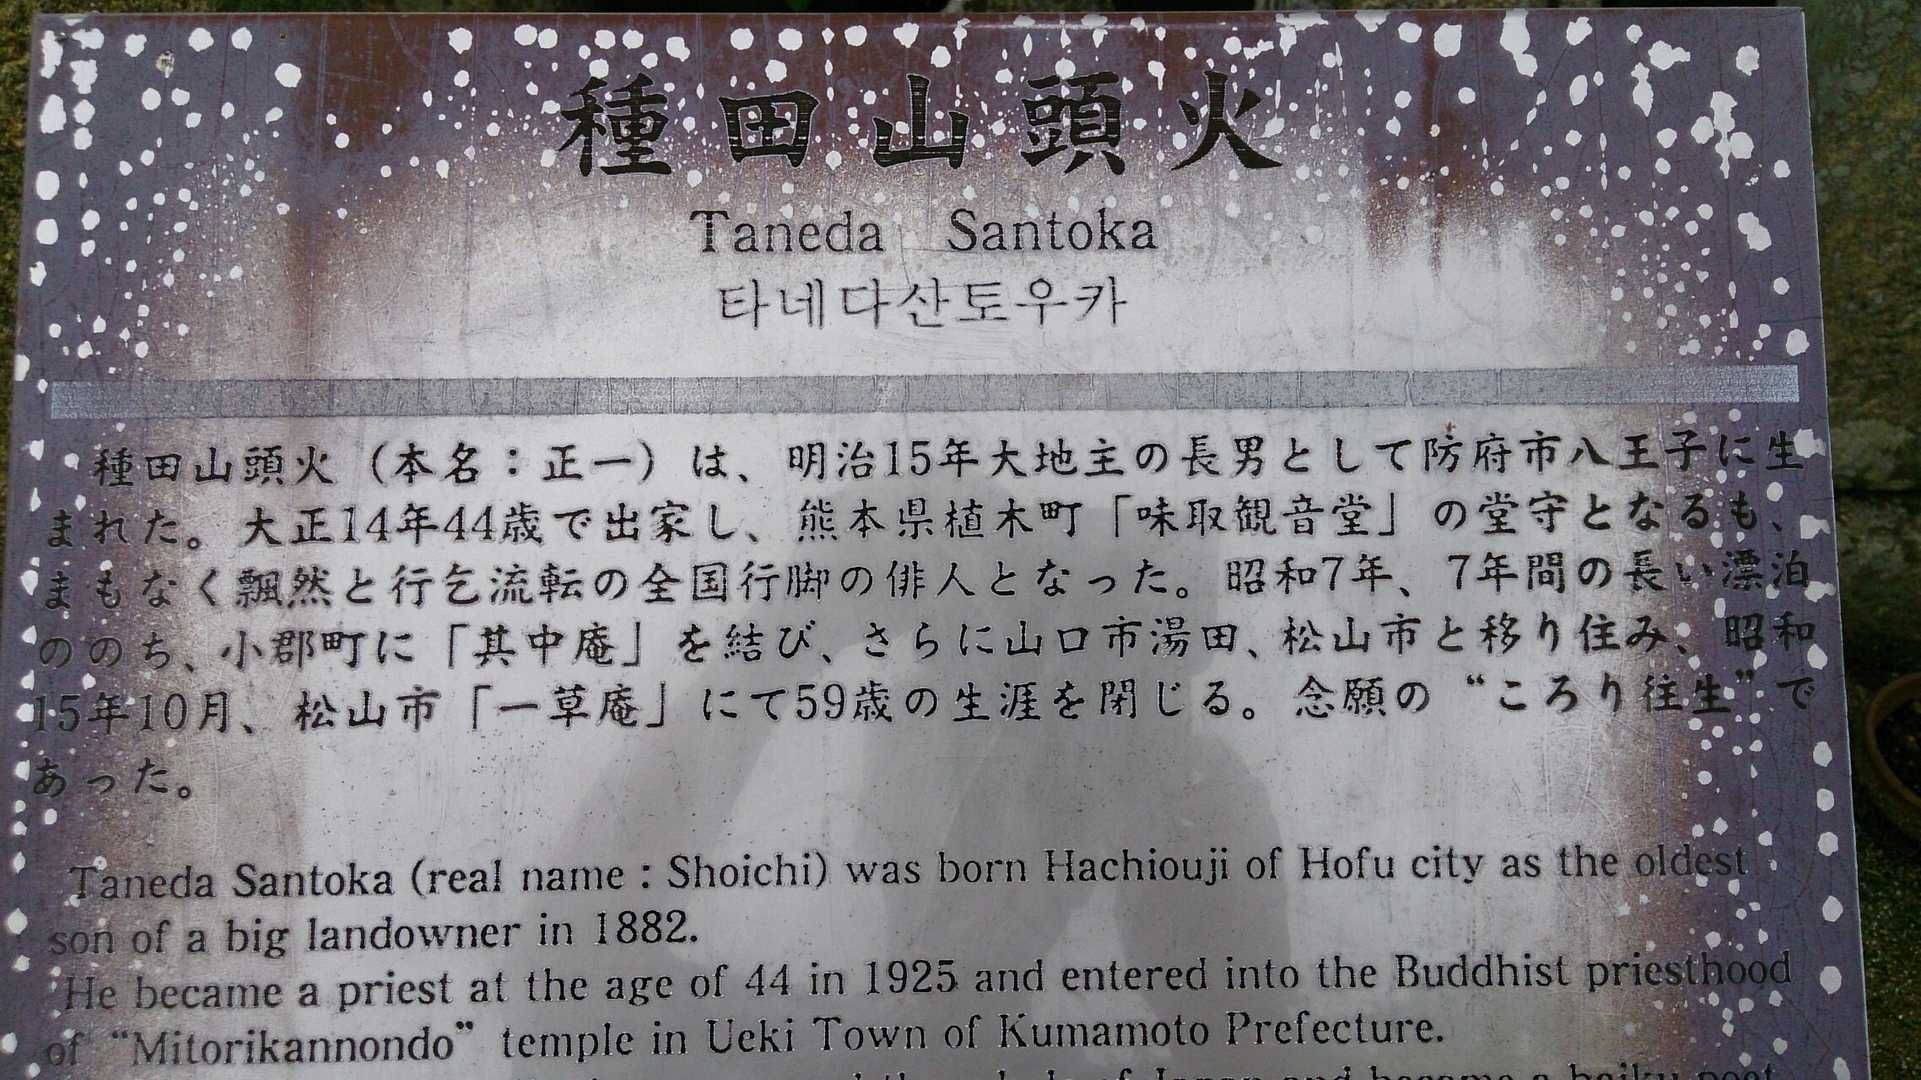 種田山頭火
Taneda Santoka
타네다산토우카
種田山頭火（本名：正一）は、明治15年大地主の長男として防府市八王子に生
まれた。大正14年44歳で出家し、熊本県植木町「味取観音堂」の堂守となるも、
まもなく飄然と行乞流転の全国行脚の俳人となった。昭和7年、7年間の長い漂泊
ののち、小郡町に「其中庵」を結び、さらに山口市湯田、松山市と移り住み、昭和
15年10月、松山市「一草庵」にて59歳の生涯を閉じる。念願の“ころり往生”で
あった。
Taneda Santoka (real name : Shoichi) was born Hachiouji of Hofu city as the oldest
son of a big landowner in 1882.
He became a priest at the age of 44 in 1925 and entered into the Buddhist priesthood
of “Mitorikannondo” temple in Ueki Town of Kumamoto Prefecture.
of Japan and became a haiku poet